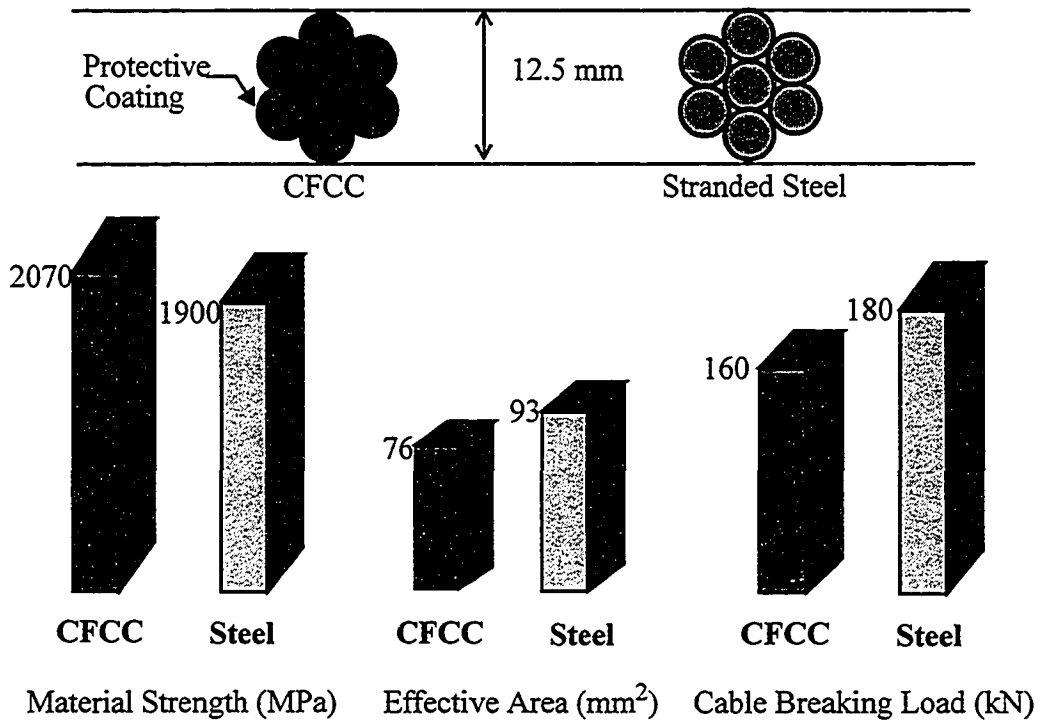 Protective
Coating
12.5 mm
CFCC
Stranded Steel
2070
1900
76
93
160
180
CFCC
Steel
CFCC
Steel
CFCC
Steel
Material Strength (MPa)
Effective Area (mm²)
Cable Breaking Load (kN)